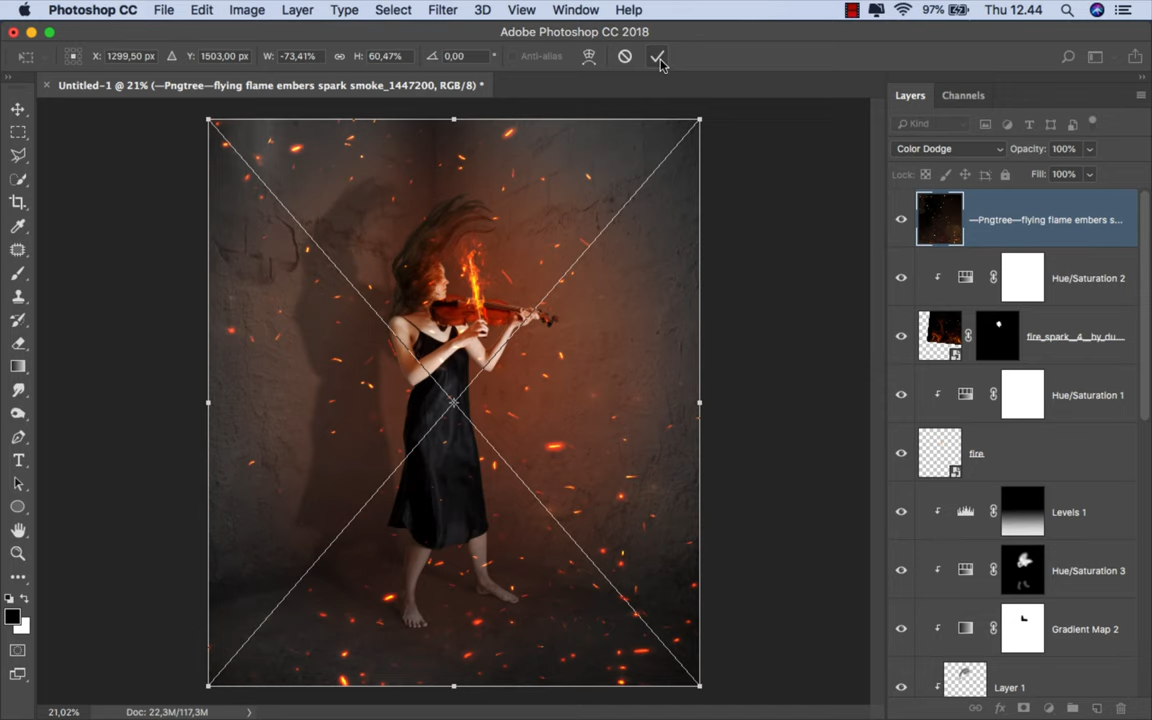 Photoshop CC File Edit Image Layer Type Select Filter 3D View Window Help 97% Thu 12.44
Adobe Photoshop CC 2018
X: 1299,50 px Y: 1503,00 px W: -73,41% H: 60,47% 0,00 ° Anti-alias
× Untitled-1 @ 21% (—Pngtree—flying flame embers spark smoke_1447200, RGB/8) *
Layers Channels
Kind
Color Dodge Opacity: 100%
Lock: Fill: 100%
—Pngtree—flying flame embers s...
Hue/Saturation 2
fire_spark__4__by_du...
Hue/Saturation 1
fire
Levels 1
Hue/Saturation 3
Gradient Map 2
Layer 1
21,02% Doc: 22,3M/117,3M